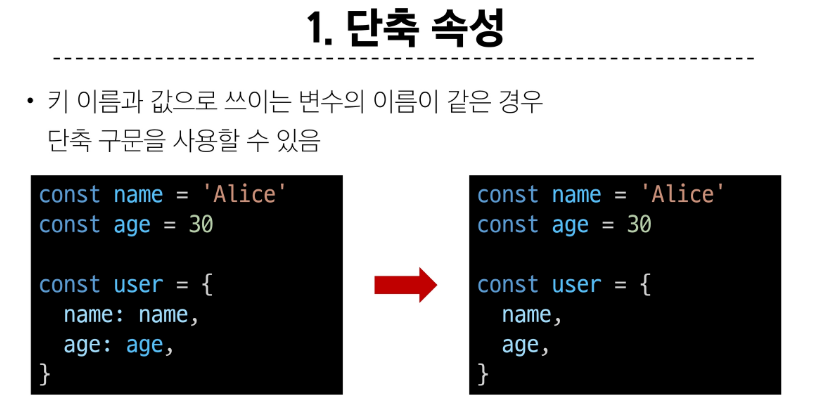 1. 단축 속성
• 키 이름과 값으로 쓰이는 변수의 이름이 같은 경우
단축 구문을 사용할 수 있음
const name = 'Alice'
const age = 30
const user = {
  name: name,
  age: age,
}
const name = 'Alice'
const age = 30
const user = {
  name,
  age,
}